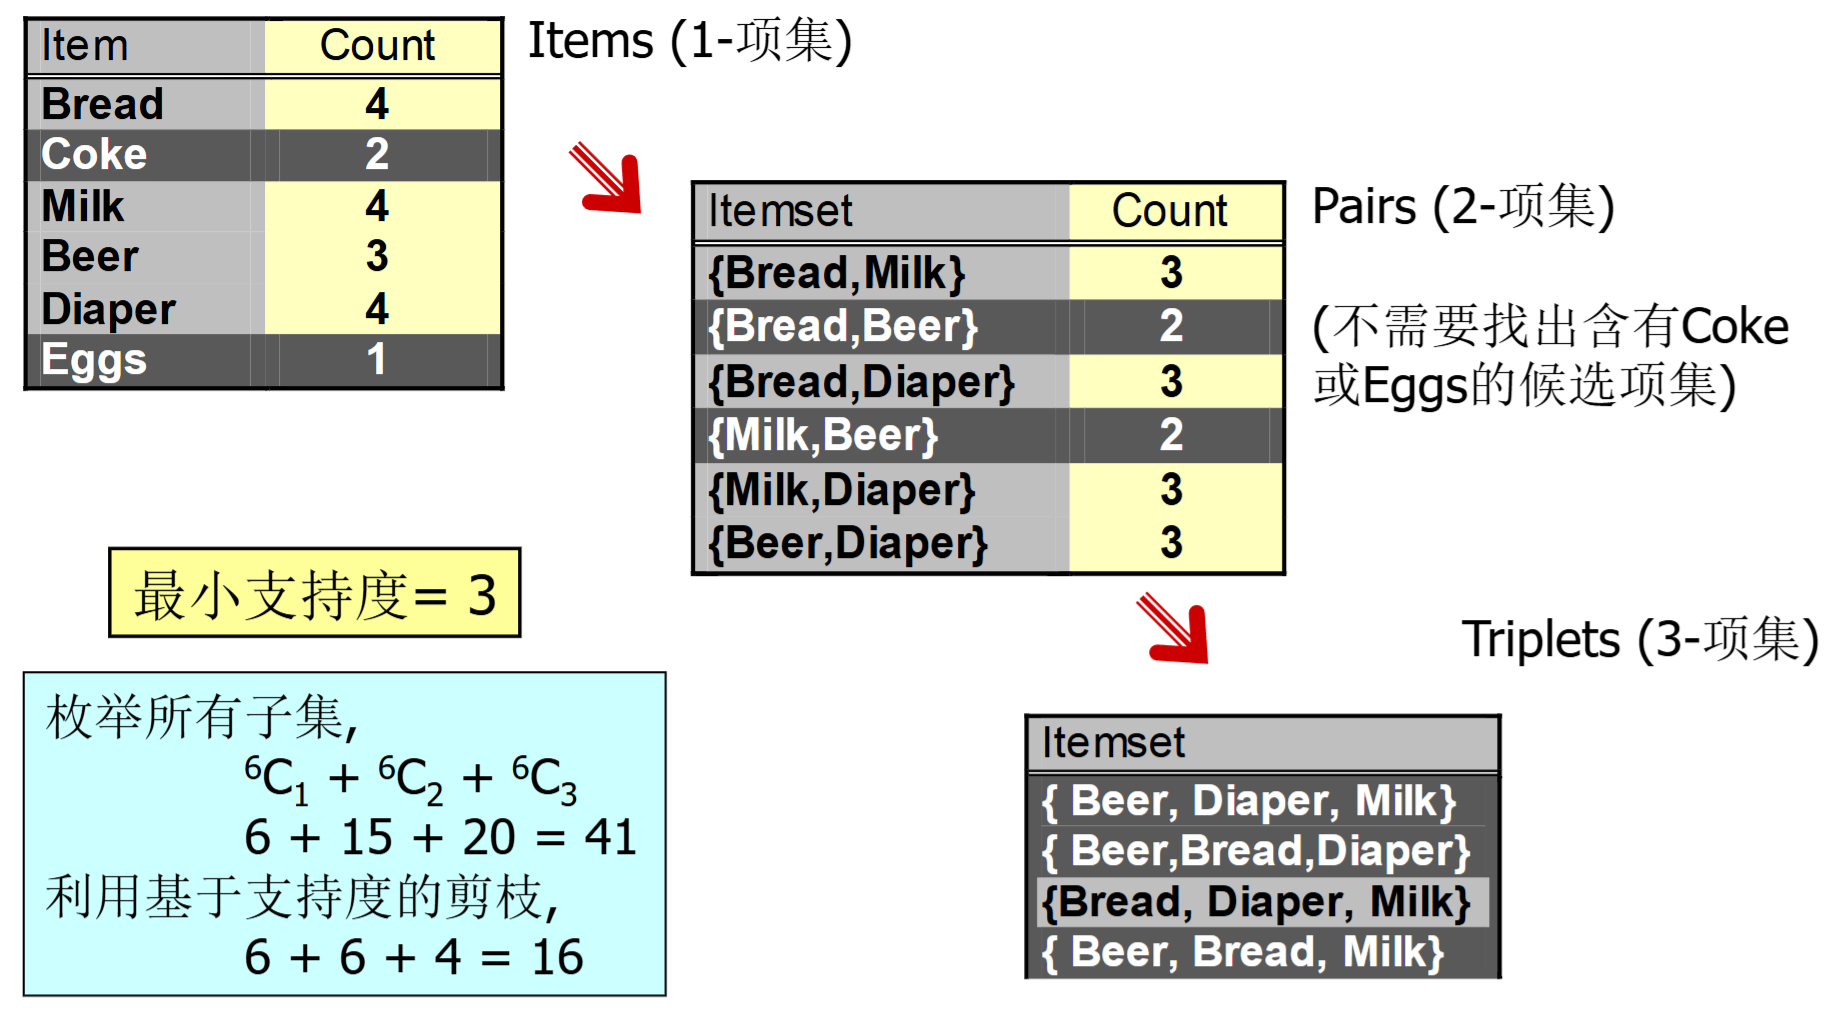 Item Count
Bread 4
Coke 2
Milk 4
Beer 3
Diaper 4
Eggs 1
Items (1-项集)
Itemset Count
{Bread,Milk} 3
{Bread,Beer} 2
{Bread,Diaper} 3
{Milk,Beer} 2
{Milk,Diaper} 3
{Beer,Diaper} 3
Pairs (2-项集)
(不需要找出含有Coke
或Eggs的候选项集)
最小支持度= 3
枚举所有子集,
⁶C₁ + ⁶C₂ + ⁶C₃
6 + 15 + 20 = 41
利用基于支持度的剪枝,
6 + 6 + 4 = 16
Triplets (3-项集)
Itemset
{ Beer, Diaper, Milk}
{ Beer,Bread,Diaper}
{Bread, Diaper, Milk}
{ Beer, Bread, Milk}